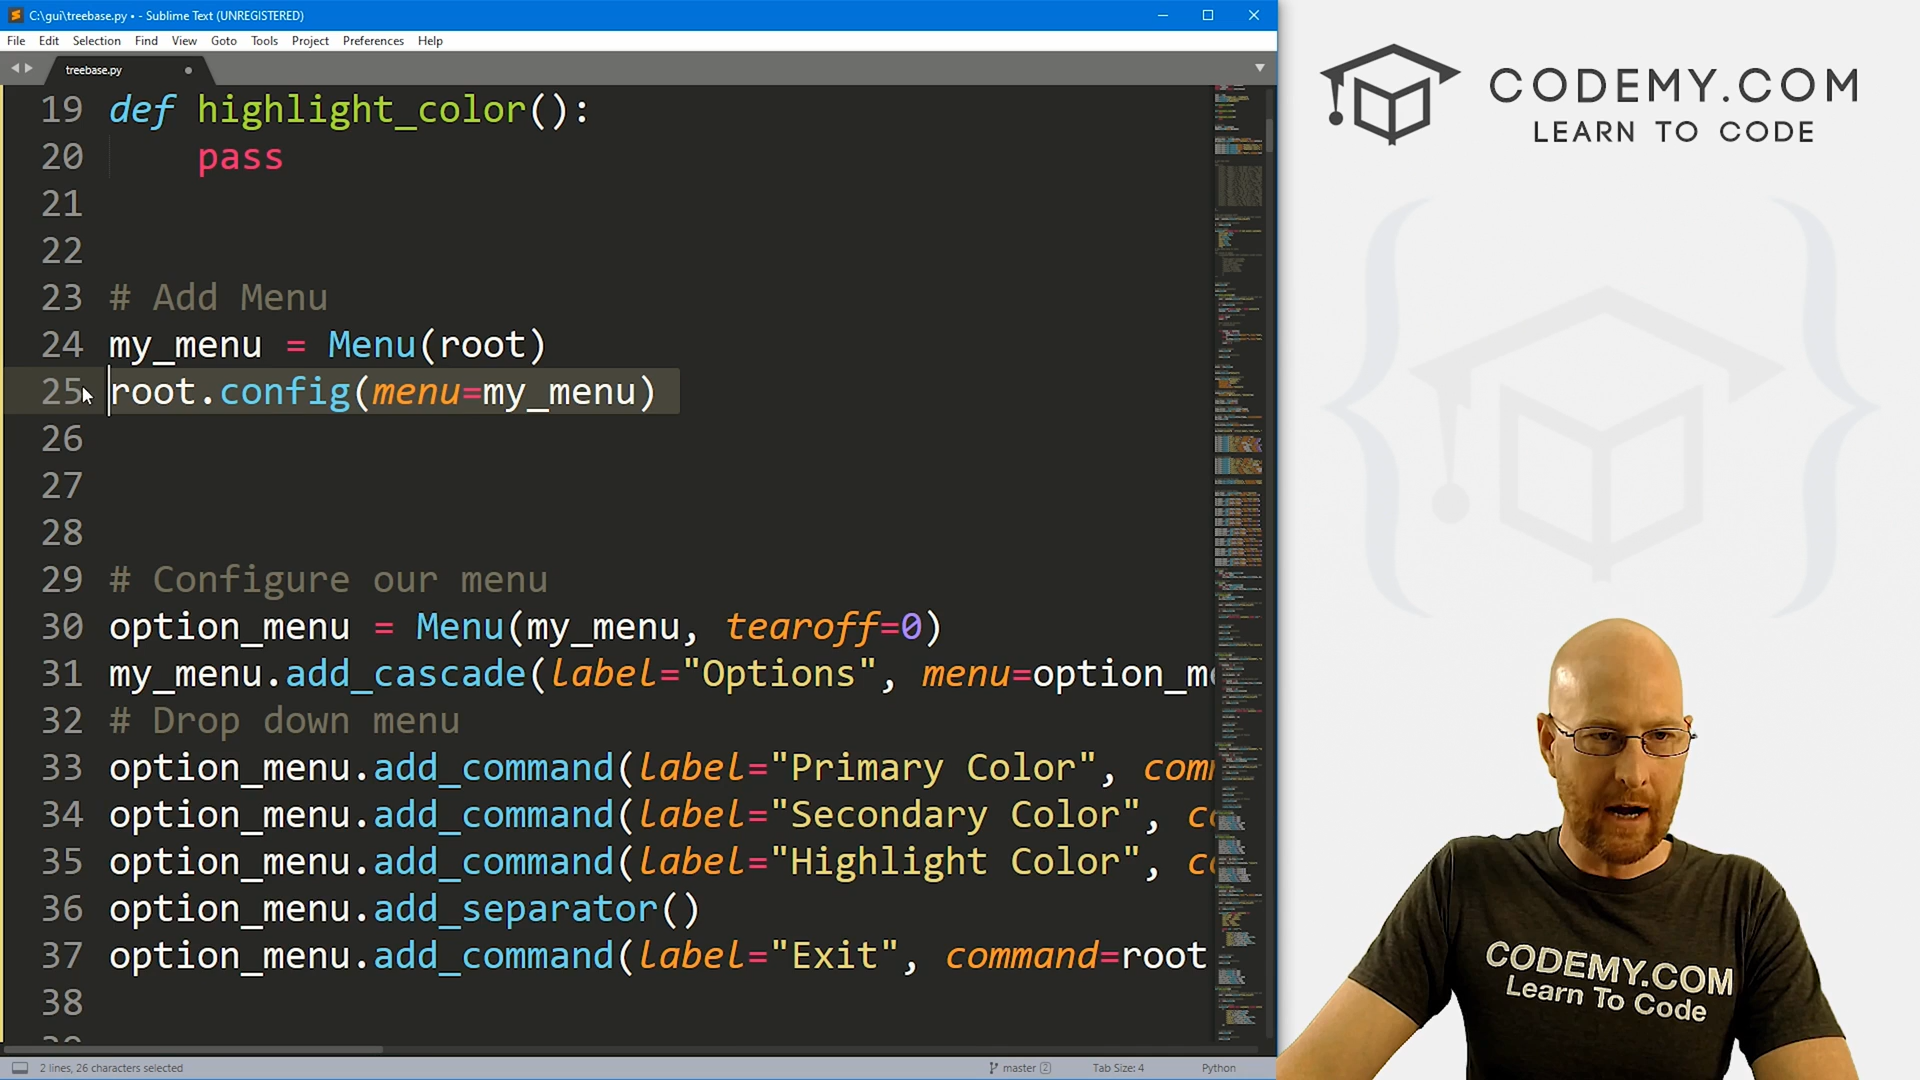 C:\gui\treebase.py • - Sublime Text (UNREGISTERED)
File Edit Selection Find View Goto Tools Project Preferences Help
treebase.py
19 def highlight_color():
20 pass
21
22
23 # Add Menu
24 my_menu = Menu(root)
25 root.config(menu=my_menu)
26
27
28
29 # Configure our menu
30 option_menu = Menu(my_menu, tearoff=0)
31 my_menu.add_cascade(label="Options", menu=option_m
32 # Drop down menu
33 option_menu.add_command(label="Primary Color", com
34 option_menu.add_command(label="Secondary Color", c
35 option_menu.add_command(label="Highlight Color", c
36 option_menu.add_separator()
37 option_menu.add_command(label="Exit", command=root
38
2 lines, 26 characters selected
master 2
Tab Size: 4
Python
CODEMY.COM
LEARN TO CODE
CODEMY.COM
Learn To Code